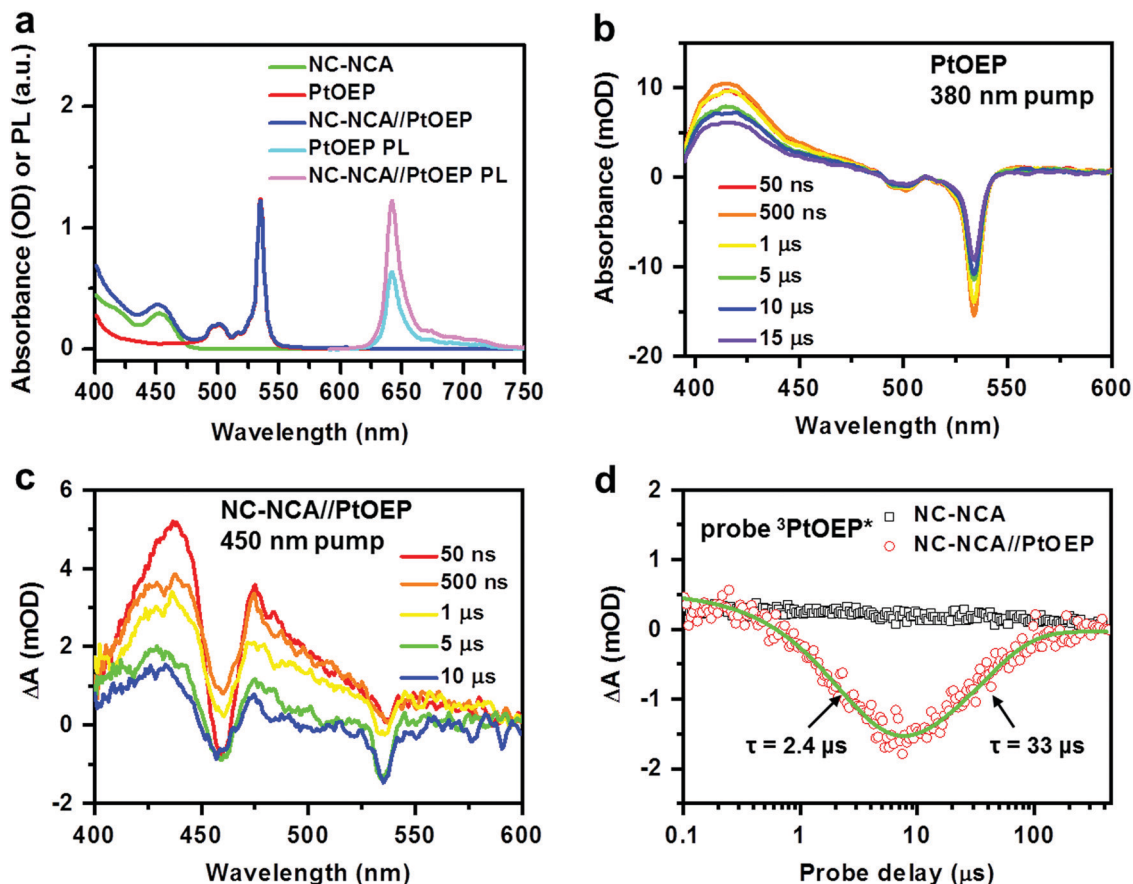 a
Absorbance (OD) or PL (a.u.)
2
1
0
NC-NCA
PtOEP
NC-NCA//PtOEP
PtOEP PL
NC-NCA//PtOEP PL
400 450 500 550 600 650 700 750
Wavelength (nm)
b
Absorbance (mOD)
10
0
-10
-20
PtOEP
380 nm pump
50 ns
500 ns
1 μs
5 μs
10 μs
15 μs
400 450 500 550 600
Wavelength (nm)
c
ΔA (mOD)
6
4
2
0
-2
NC-NCA//PtOEP
450 nm pump
50 ns
500 ns
1 μs
5 μs
10 μs
400 450 500 550 600
Wavelength (nm)
d
ΔA (mOD)
2
1
0
-1
-2
probe ³PtOEP*
NC-NCA
NC-NCA//PtOEP
τ = 2.4 μs
τ = 33 μs
0.1 1 10 100
Probe delay (μs)